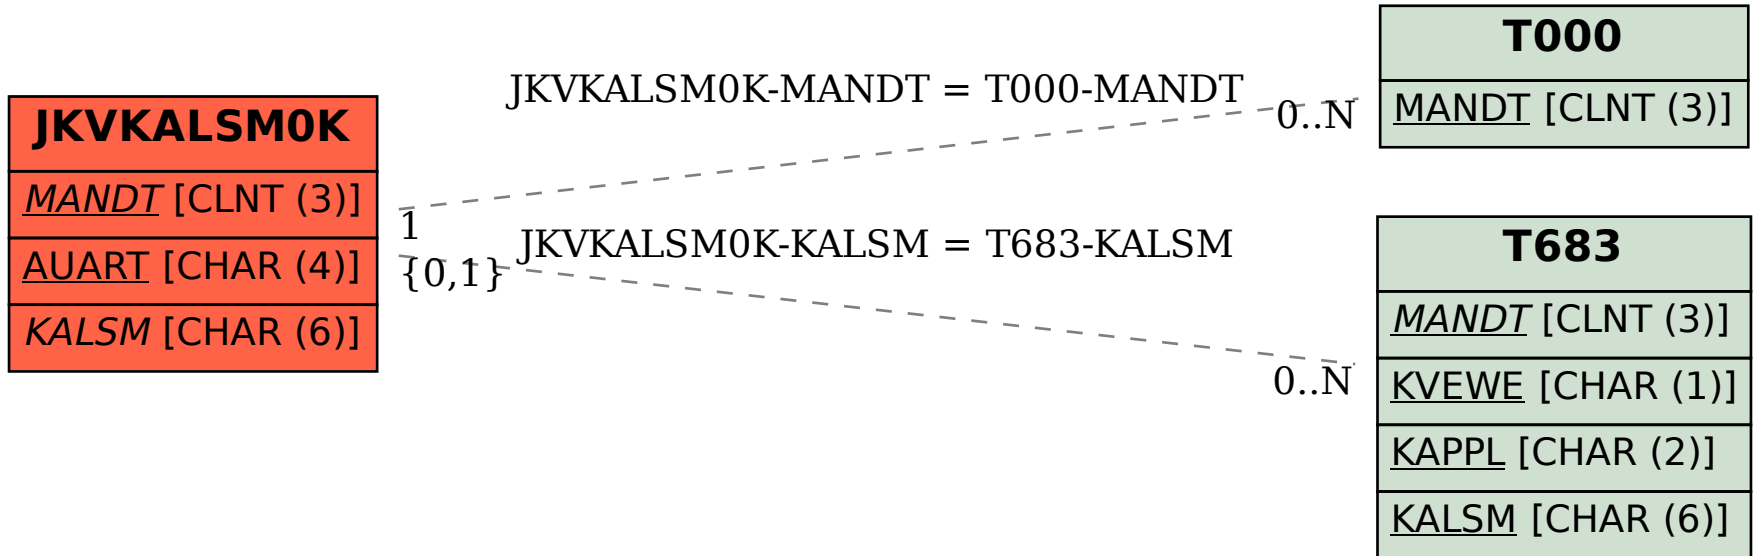 JKVKALSM0K
MANDT [CLNT (3)]
AUART [CHAR (4)]
KALSM [CHAR (6)]
JKVKALSM0K-MANDT = T000-MANDT
1
0..N
JKVKALSM0K-KALSM = T683-KALSM
{0,1}
0..N
T000
MANDT [CLNT (3)]
T683
MANDT [CLNT (3)]
KVEWE [CHAR (1)]
KAPPL [CHAR (2)]
KALSM [CHAR (6)]